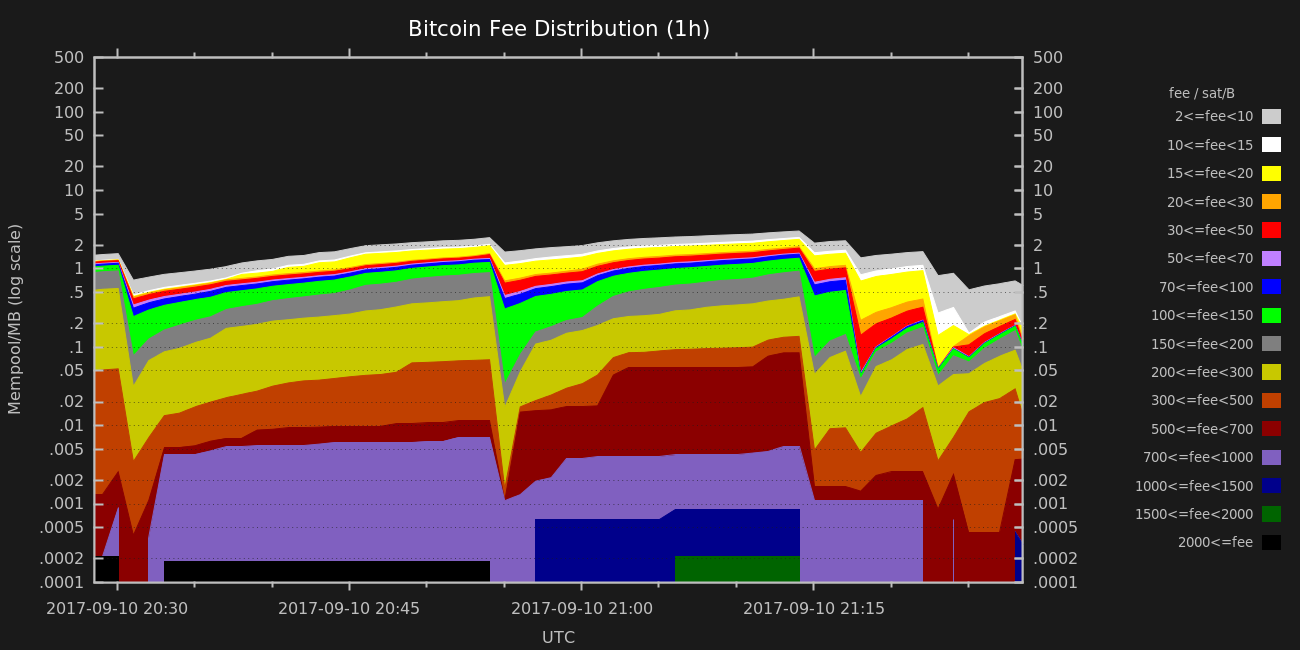 Bitcoin Fee Distribution (1h)
500
200
100
50
20
10
5
2
1
.5
.2
.1
.05
.02
.01
.005
.002
.001
.0005
.0002
.0001
Mempool/MB (log scale)
500
200
100
50
20
10
5
2
1
.5
.2
.1
.05
.02
.01
.005
.002
.001
.0005
.0002
.0001
2017-09-10 20:30
2017-09-10 20:45
2017-09-10 21:00
2017-09-10 21:15
UTC
fee / sat/B
2<=fee<10
10<=fee<15
15<=fee<20
20<=fee<30
30<=fee<50
50<=fee<70
70<=fee<100
100<=fee<150
150<=fee<200
200<=fee<300
300<=fee<500
500<=fee<700
700<=fee<1000
1000<=fee<1500
1500<=fee<2000
2000<=fee